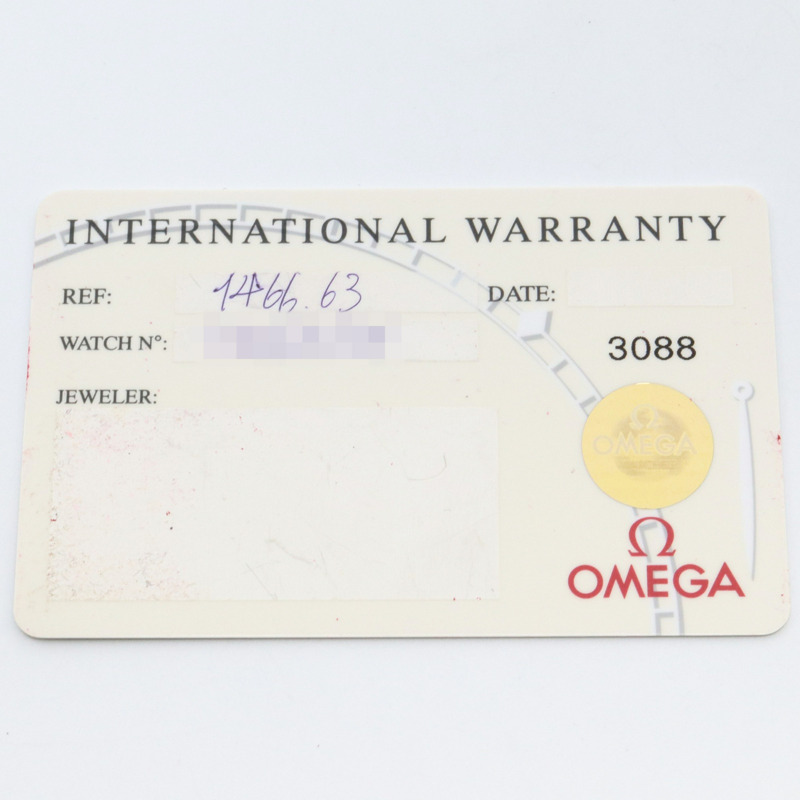 INTERNATIONAL WARRANTY
REF: 1466.63 DATE:
WATCH N°:
3088
JEWELER:
OMEGA
Ω
OMEGA